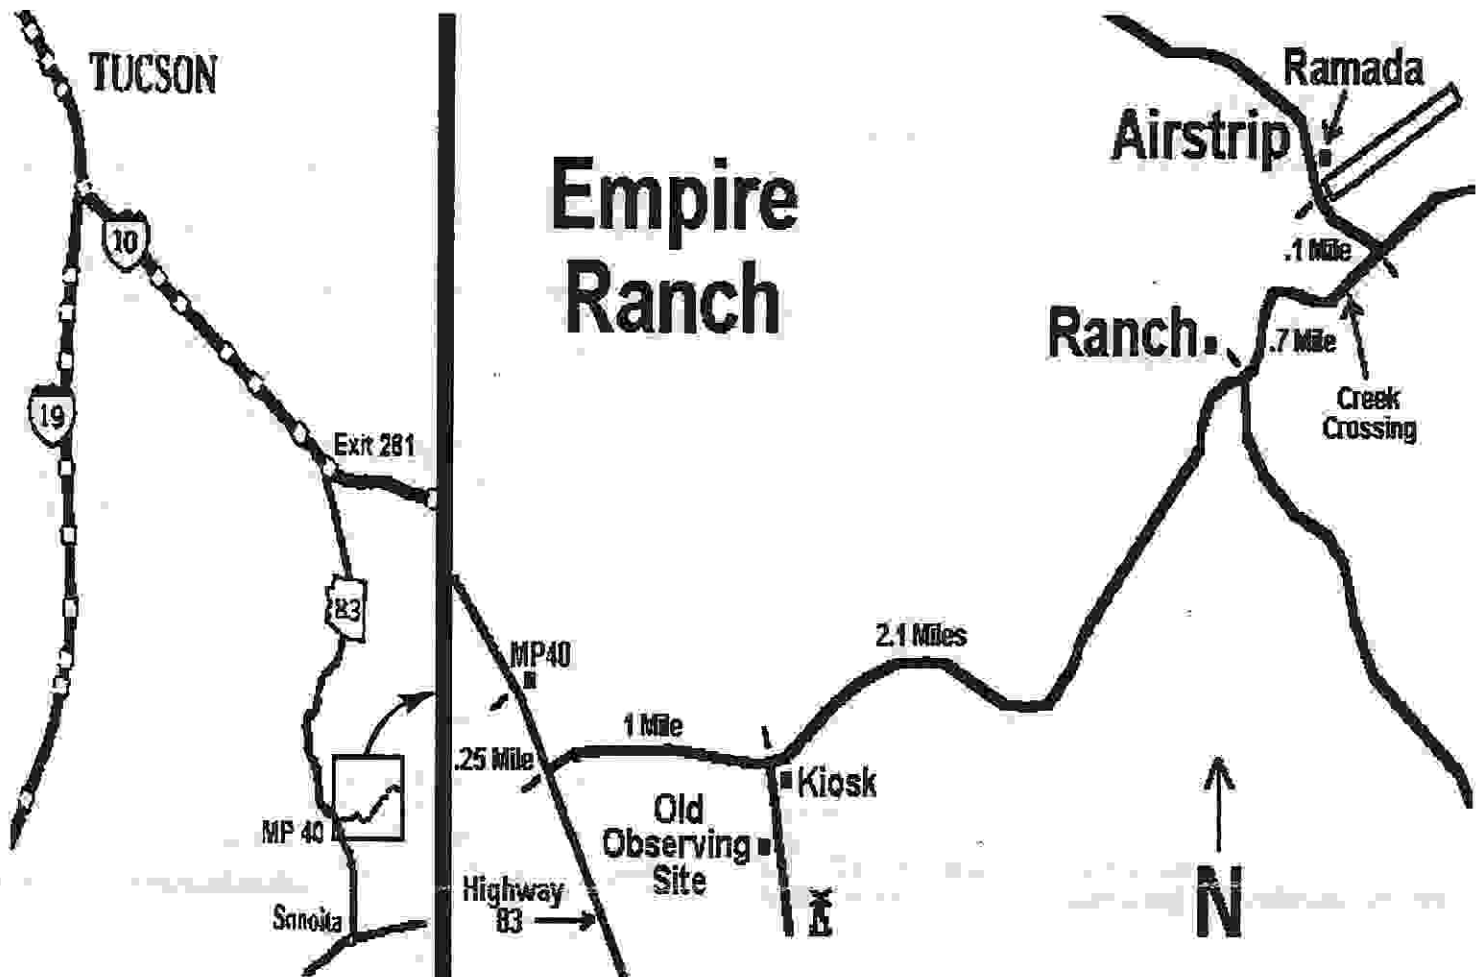 TUCSON
10
19
Exit 281
83
MP 40
Sonoita
Empire
Ranch
Ramada
Airstrip
.1 Mile
Ranch
.7 Mile
Creek
Crossing
2.1 Miles
MP40
1 Mile
.25 Mile
Kiosk
Old
Observing
Site
Highway
83
N